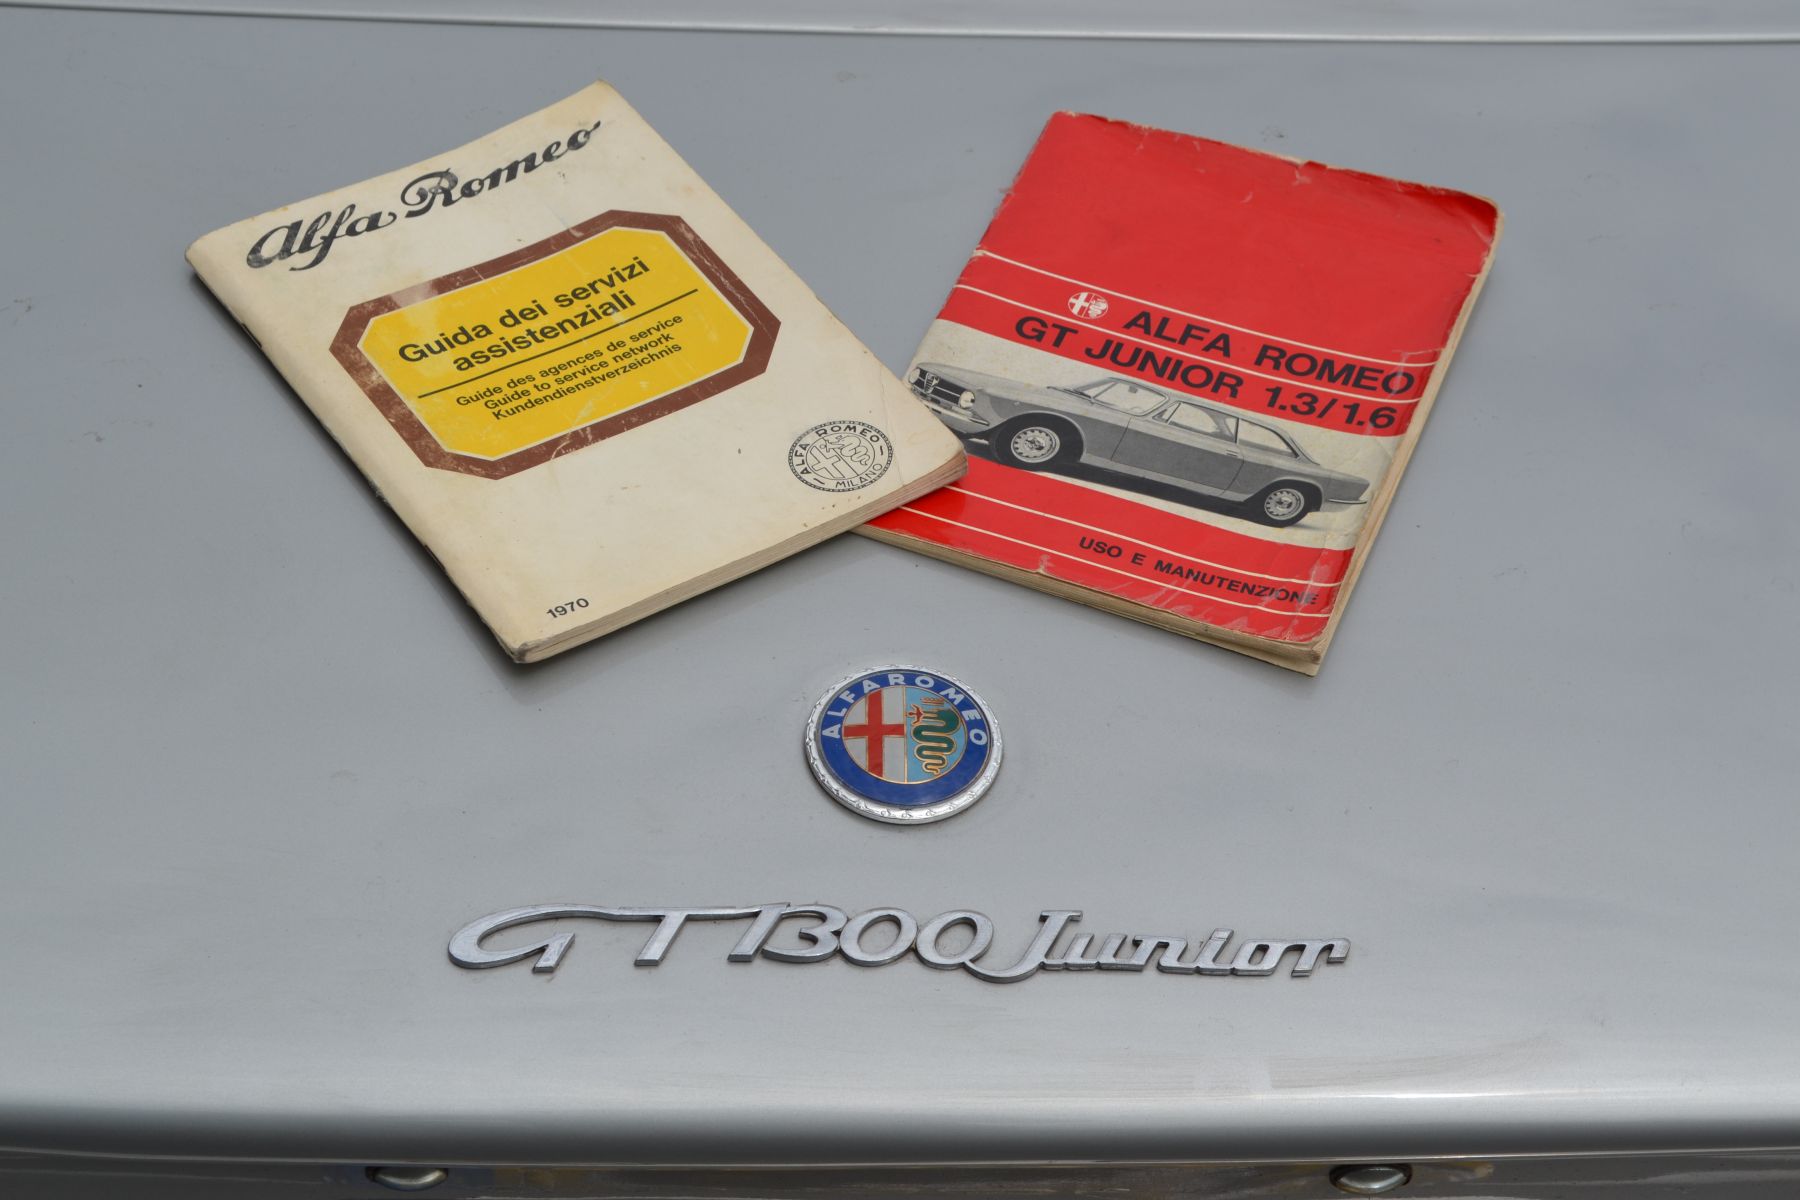 Alfa Romeo
Guida dei servizi
assistenziali
Guide des agences de service
Guide to service network
Kundendienstverzeichnis
ALFA ROMEO
MILANO
1970
ALFA ROMEO
GT JUNIOR 1.3/1.6
USO E MANUTENZIONE
ALFA ROMEO
GT 1300 Junior